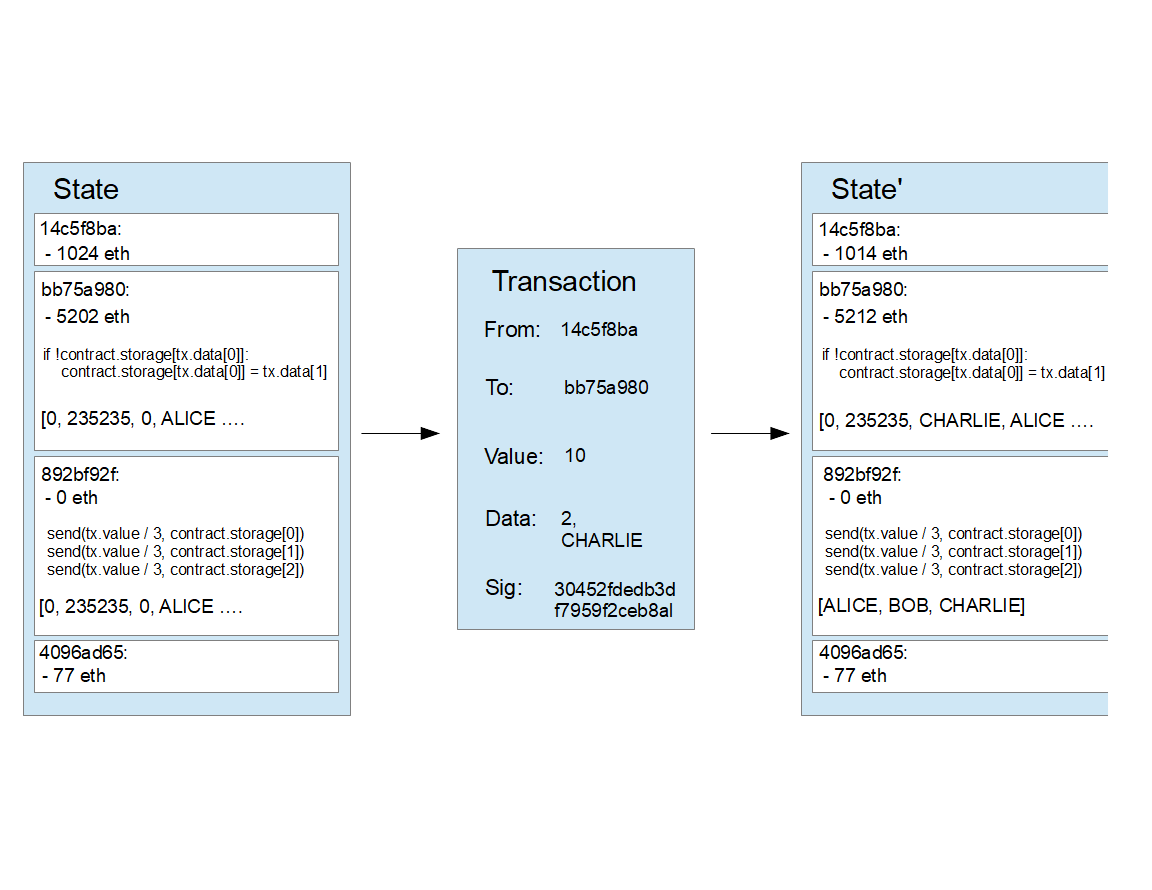 State
14c5f8ba:
- 1024 eth
bb75a980:
- 5202 eth
if !contract.storage[tx.data[0]]:
contract.storage[tx.data[0]] = tx.data[1]
[0, 235235, 0, ALICE ….
892bf92f:
- 0 eth
send(tx.value / 3, contract.storage[0])
send(tx.value / 3, contract.storage[1])
send(tx.value / 3, contract.storage[2])
[0, 235235, 0, ALICE ….
4096ad65:
- 77 eth
Transaction
From: 14c5f8ba
To: bb75a980
Value: 10
Data: 2,
CHARLIE
Sig: 30452fdedb3d
f7959f2ceb8al
State'
14c5f8ba:
- 1014 eth
bb75a980:
- 5212 eth
if !contract.storage[tx.data[0]]:
contract.storage[tx.data[0]] = tx.data[1]
[0, 235235, CHARLIE, ALICE ….
892bf92f:
- 0 eth
send(tx.value / 3, contract.storage[0])
send(tx.value / 3, contract.storage[1])
send(tx.value / 3, contract.storage[2])
[ALICE, BOB, CHARLIE]
4096ad65:
- 77 eth